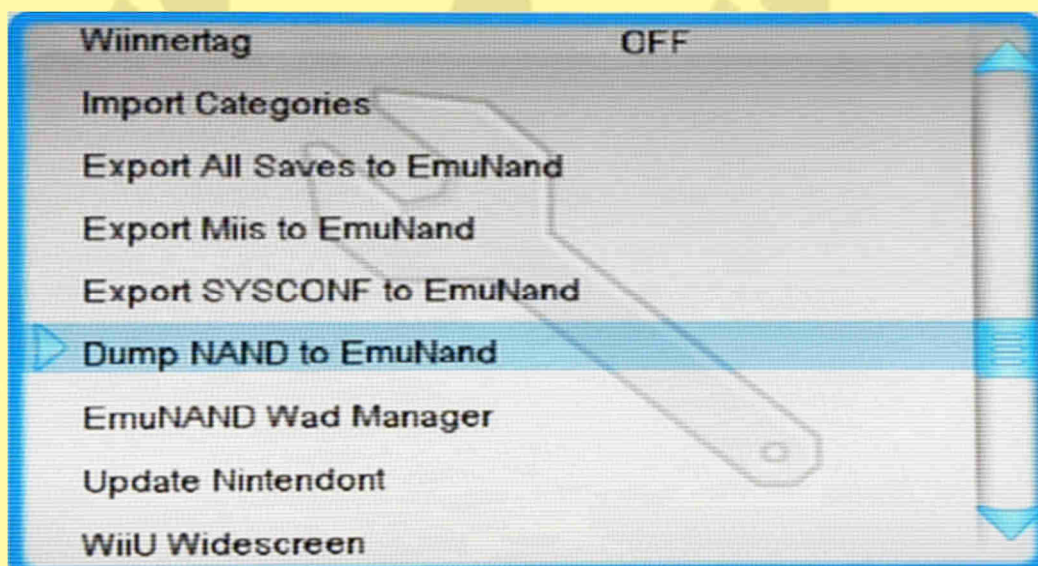 Wiinnertag OFF
Import Categories
Export All Saves to EmuNand
Export Miis to EmuNand
Export SYSCONF to EmuNand
Dump NAND to EmuNand
EmuNAND Wad Manager
Update Nintendont
WiiU Widescreen